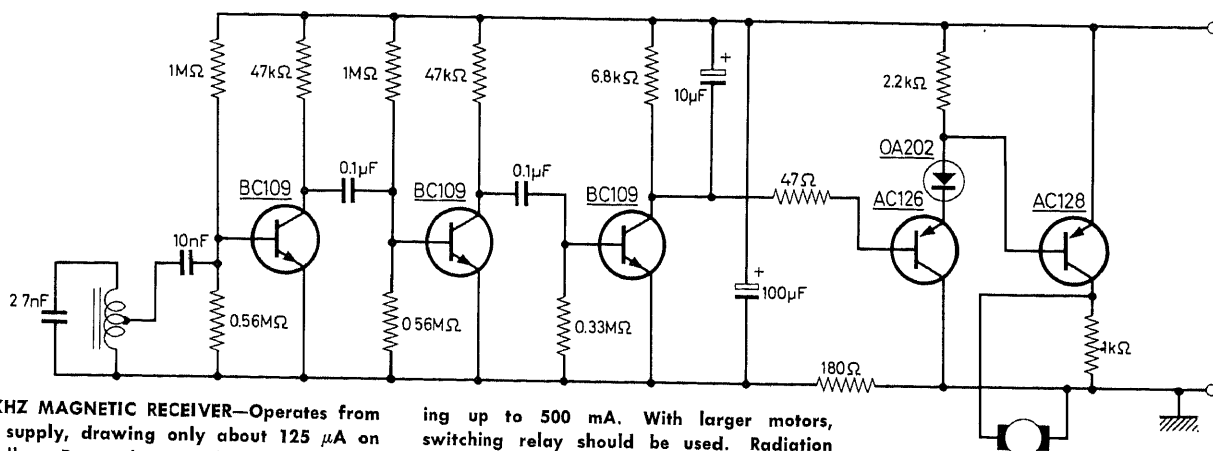 1MΩ
47kΩ
1MΩ
47kΩ
6.8kΩ
10µF
+
2.2kΩ
OA202
0.1µF
0.1µF
47Ω
BC109
BC109
BC109
AC126
AC128
10nF
+
100µF
2 7nF
0.56MΩ
0.56MΩ
0.33MΩ
1kΩ
180Ω
KHZ MAGNETIC RECEIVER—Operates from
supply, drawing only about 125 µA on
ing up to 500 mA. With larger motors,
switching relay should be used. Radiation